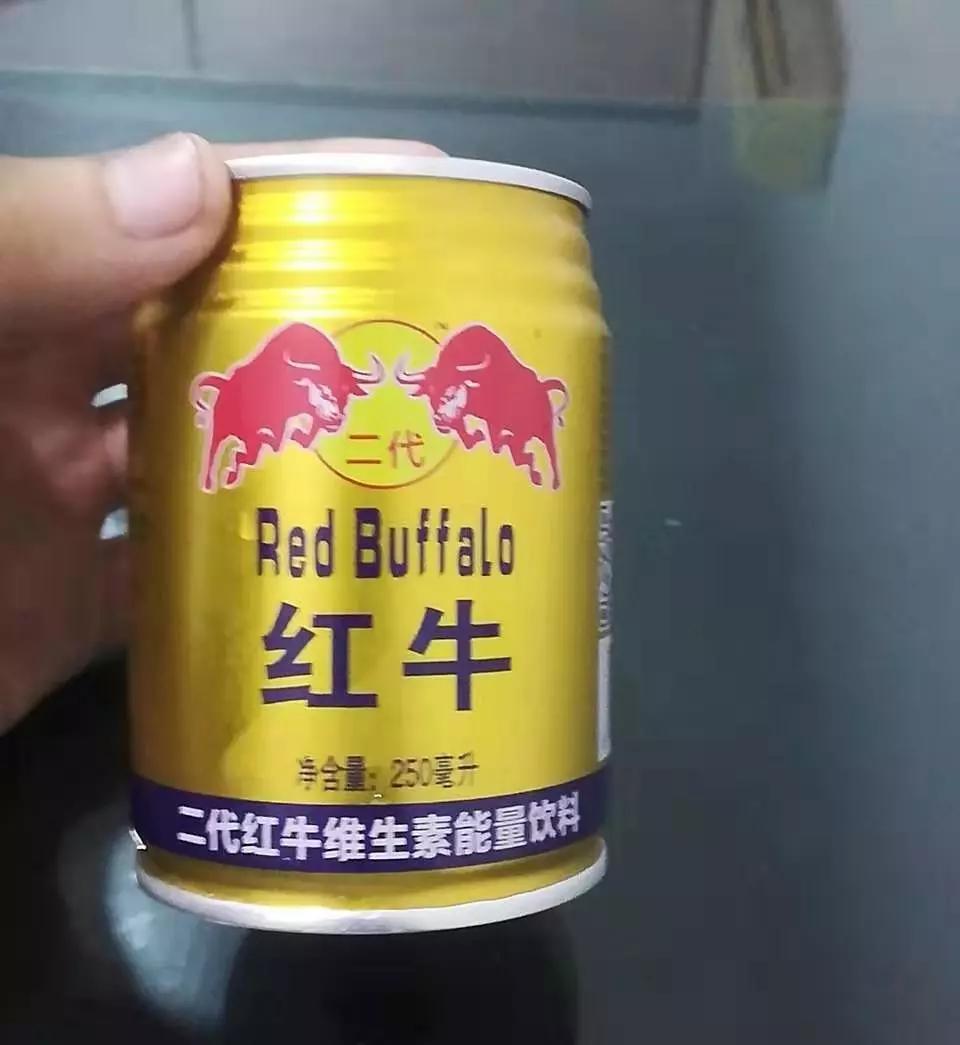 二代
Red Buffalo
红牛
净含量：250毫升
二代红牛维生素能量饮料